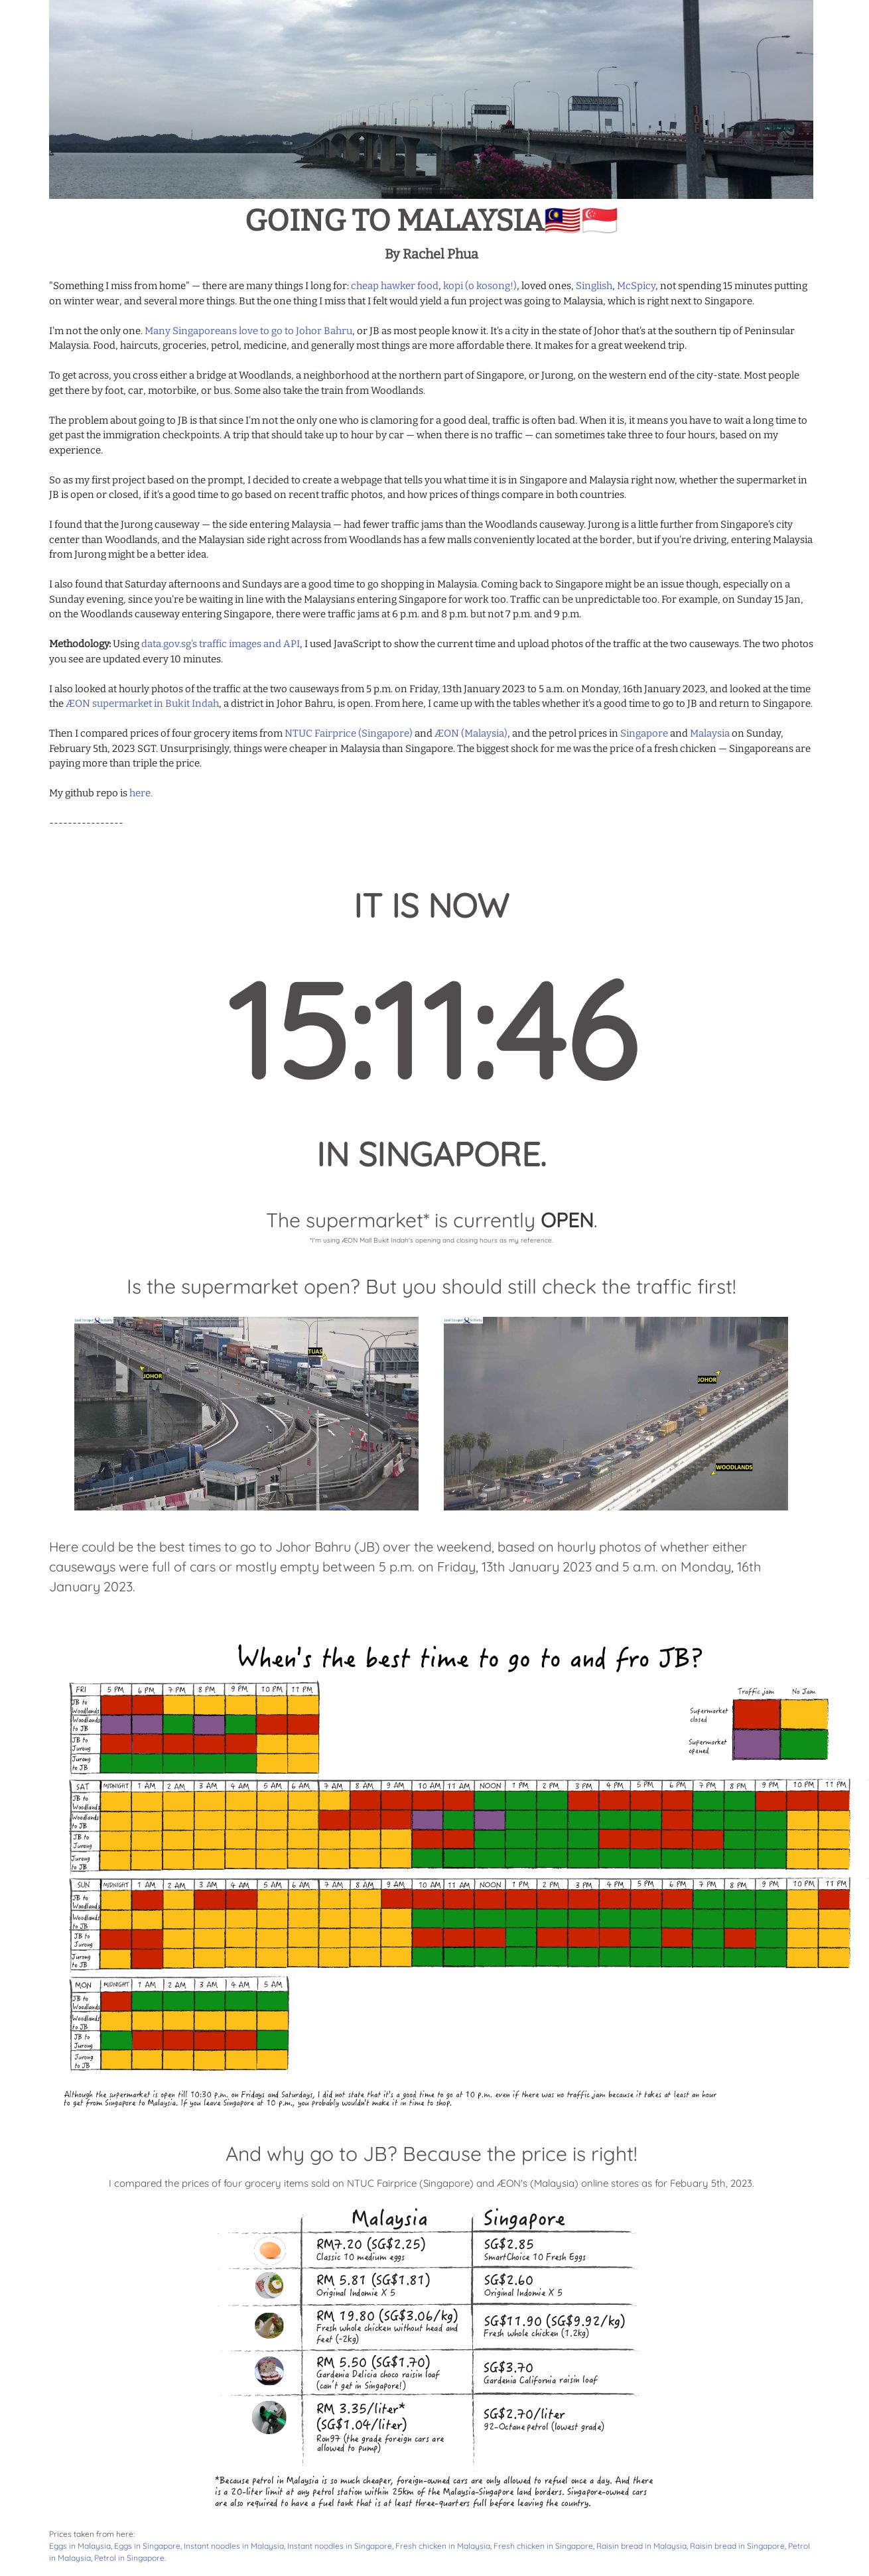 GOING TO MALAYSIA🇲🇾🇸🇬
By Rachel Phua
"Something I miss from home" — there are many things I long for: cheap hawker food, kopi (o kosong!), loved ones, Singlish, McSpicy, not spending 15 minutes putting
on winter wear, and several more things. But the one thing I miss that I felt would yield a fun project was going to Malaysia, which is right next to Singapore.
I'm not the only one. Many Singaporeans love to go to Johor Bahru, or JB as most people know it. It's a city in the state of Johor that's at the southern tip of Peninsular
Malaysia. Food, haircuts, groceries, petrol, medicine, and generally most things are more affordable there. It makes for a great weekend trip.
To get across, you cross either a bridge at Woodlands, a neighborhood at the northern part of Singapore, or Jurong, on the western end of the city-state. Most people
get there by foot, car, motorbike, or bus. Some also take the train from Woodlands.
The problem about going to JB is that since I'm not the only one who is clamoring for a good deal, traffic is often bad. When it is, it means you have to wait a long time to
get past the immigration checkpoints. A trip that should take up to hour by car — when there is no traffic — can sometimes take three to four hours, based on my
experience.
So as my first project based on the prompt, I decided to create a webpage that tells you what time it is in Singapore and Malaysia right now, whether the supermarket in
JB is open or closed, if it's a good time to go based on recent traffic photos, and how prices of things compare in both countries.
I found that the Jurong causeway — the side entering Malaysia — had fewer traffic jams than the Woodlands causeway. Jurong is a little further from Singapore's city
center than Woodlands, and the Malaysian side right across from Woodlands has a few malls conveniently located at the border, but if you're driving, entering Malaysia
from Jurong might be a better idea.
I also found that Saturday afternoons and Sundays are a good time to go shopping in Malaysia. Coming back to Singapore might be an issue though, especially on a
Sunday evening, since you're be waiting in line with the Malaysians entering Singapore for work too. Traffic can be unpredictable too. For example, on Sunday 15 Jan,
on the Woodlands causeway entering Singapore, there were traffic jams at 6 p.m. and 8 p.m. but not 7 p.m. and 9 p.m.
Methodology: Using data.gov.sg's traffic images and API, I used JavaScript to show the current time and upload photos of the traffic at the two causeways. The two photos
you see are updated every 10 minutes.
I also looked at hourly photos of the traffic at the two causeways from 5 p.m. on Friday, 13th January 2023 to 5 a.m. on Monday, 16th January 2023, and looked at the time
the ÆON supermarket in Bukit Indah, a district in Johor Bahru, is open. From here, I came up with the tables whether it's a good time to go to JB and return to Singapore.
Then I compared prices of four grocery items from NTUC Fairprice (Singapore) and ÆON (Malaysia), and the petrol prices in Singapore and Malaysia on Sunday,
February 5th, 2023 SGT. Unsurprisingly, things were cheaper in Malaysia than Singapore. The biggest shock for me was the price of a fresh chicken — Singaporeans are
paying more than triple the price.
My github repo is here.
----------------
IT IS NOW
15:11:46
IN SINGAPORE.
The supermarket* is currently OPEN.
*I'm using ÆON Mall Bukit Indah's opening and closing hours as my reference.
Is the supermarket open? But you should still check the traffic first!
TUAS
JOHOR
JOHOR
WOODLANDS
Here could be the best times to go to Johor Bahru (JB) over the weekend, based on hourly photos of whether either
causeways were full of cars or mostly empty between 5 p.m. on Friday, 13th January 2023 and 5 a.m. on Monday, 16th
January 2023.
When's the best time to go to and fro JB?
Traffic jam No Jam
Supermarket
closed
Supermarket
opened
FRI 5 PM 6 PM 7 PM 8 PM 9 PM 10 PM 11 PM
JB to
Woodlands
Woodlands
to JB
JB to
Jurong
Jurong
to JB
SAT MIDNIGHT 1 AM 2 AM 3 AM 4 AM 5 AM 6 AM 7 AM 8 AM 9 AM 10 AM 11 AM NOON 1 PM 2 PM 3 PM 4 PM 5 PM 6 PM 7 PM 8 PM 9 PM 10 PM 11 PM
JB to
Woodlands
Woodlands
to JB
JB to
Jurong
Jurong
to JB
SUN MIDNIGHT 1 AM 2 AM 3 AM 4 AM 5 AM 6 AM 7 AM 8 AM 9 AM 10 AM 11 AM NOON 1 PM 2 PM 3 PM 4 PM 5 PM 6 PM 7 PM 8 PM 9 PM 10 PM 11 PM
JB to
Woodlands
Woodlands
to JB
JB to
Jurong
Jurong
to JB
MON MIDNIGHT 1 AM 2 AM 3 AM 4 AM 5 AM
JB to
Woodlands
Woodlands
to JB
JB to
Jurong
Jurong
to JB
Although the supermarket is open till 10:30 p.m. on Fridays and Saturdays, I did not state that it's a good time to go at 10 p.m. even if there was no traffic jam because it takes at least an hour
to get from Singapore to Malaysia. If you leave Singapore at 10 p.m., you probably wouldn't make it in time to shop.
And why go to JB? Because the price is right!
I compared the prices of four grocery items sold on NTUC Fairprice (Singapore) and ÆON's (Malaysia) online stores as for Febuary 5th, 2023.
Malaysia Singapore
RM7.20 (SG$2.25)
Classic 10 medium eggs
SG$2.85
SmartChoice 10 Fresh Eggs
RM 5.81 (SG$1.81)
Original Indomie X 5
SG$2.60
Original Indomie X 5
RM 19.80 (SG$3.06/kg)
Fresh whole chicken without head and
feet (~2kg)
SG$11.90 (SG$9.92/kg)
Fresh whole chicken (1.2kg)
RM 5.50 (SG$1.70)
Gardenia Delicia choco raisin loaf
(can't get in Singapore!)
SG$3.70
Gardenia California raisin loaf
RM 3.35/liter*
(SG$1.04/liter)
Ron97 (the grade foreign cars are
allowed to pump)
SG$2.70/liter
92-Octane petrol (lowest grade)
*Because petrol in Malaysia is so much cheaper, foreign-owned cars are only allowed to refuel once a day. And there
is a 20-liter limit at any petrol station within 25km of the Malaysia-Singapore land borders. Singapore-owned cars
are also required to have a fuel tank that is at least three-quarters full before leaving the country.
Prices taken from here:
Eggs in Malaysia, Eggs in Singapore, Instant noodles in Malaysia, Instant noodles in Singapore, Fresh chicken in Malaysia, Fresh chicken in Singapore, Raisin bread in Malaysia, Raisin bread in Singapore, Petrol
in Malaysia, Petrol in Singapore.